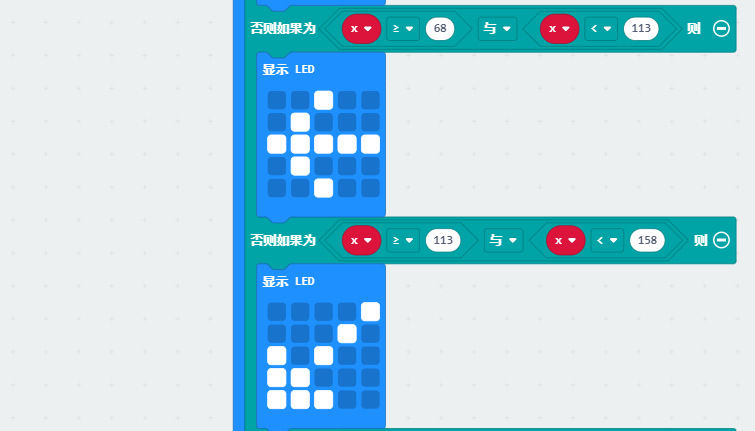 否则如果为 x ≥ 68 与 x < 113 则
显示 LED
否则如果为 x ≥ 113 与 x < 158 则
显示 LED